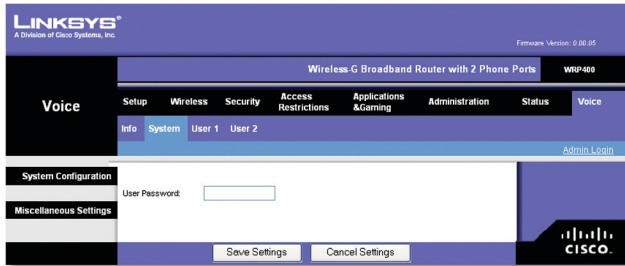 LINKSYS®
A Division of Cisco Systems, Inc.
Firmware Version: 0.00.05
Wireless-G Broadband Router with 2 Phone Ports WRP400
Voice
Setup Wireless Security Access Restrictions Applications &Gaming Administration Status Voice
Info System User 1 User 2
Admin Login
System Configuration
User Password:
Miscellaneous Settings
Save Settings Cancel Settings
CISCO.